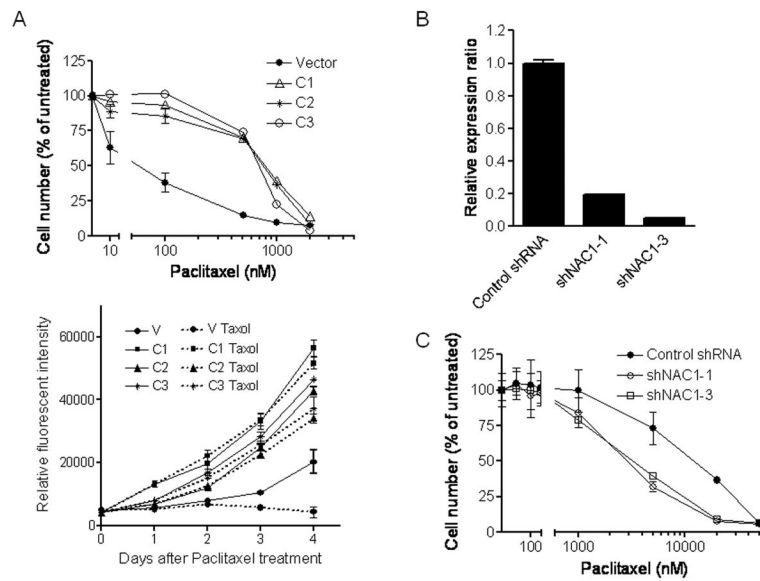 A
Cell number (% of untreated)
125
100
75
50
25
0
10
100
1000
Paclitaxel (nM)
Vector
C1
C2
C3
B
Relative expression ratio
1.2
1.0
0.8
0.6
0.4
0.2
0.0
Control shRNA
shNAC1-1
shNAC1-3
Relative fluorescent intensity
60000
40000
20000
0
0
1
2
3
4
Days after Paclitaxel treatment
V
V Taxol
C1
C1 Taxol
C2
C2 Taxol
C3
C3 Taxol
C
Cell number (% of untreated)
125
100
75
50
25
0
100
1000
10000
Paclitaxel (nM)
Control shRNA
shNAC1-1
shNAC1-3